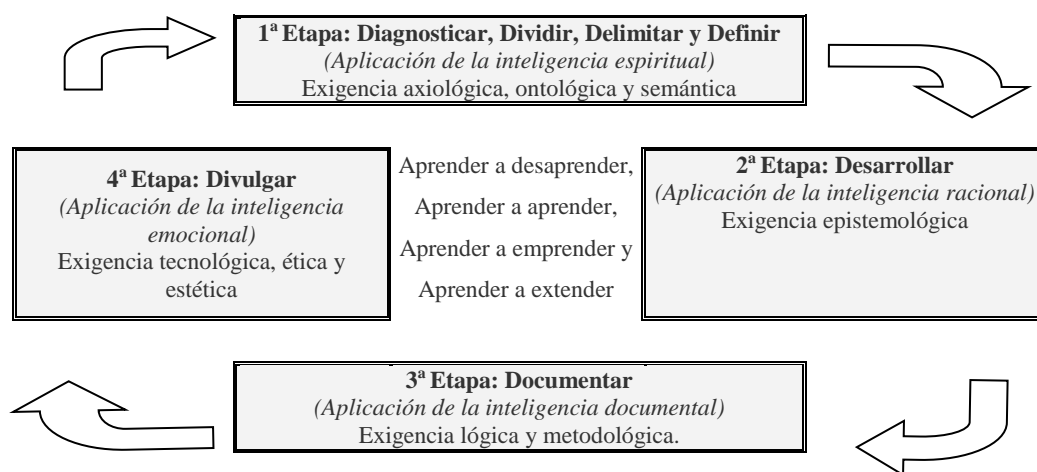 1ª Etapa: Diagnosticar, Dividir, Delimitar y Definir
(Aplicación de la inteligencia espiritual)
Exigencia axiológica, ontológica y semántica
4ª Etapa: Divulgar
(Aplicación de la inteligencia
emocional)
Exigencia tecnológica, ética y
estética
Aprender a desaprender,
Aprender a aprender,
Aprender a emprender y
Aprender a extender
2ª Etapa: Desarrollar
(Aplicación de la inteligencia racional)
Exigencia epistemológica
3ª Etapa: Documentar
(Aplicación de la inteligencia documental)
Exigencia lógica y metodológica.